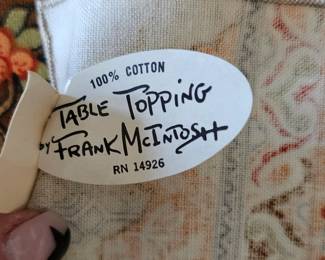 100% COTTON
TABLE TOPPING
by FRANK McINTOSH
RN 14926